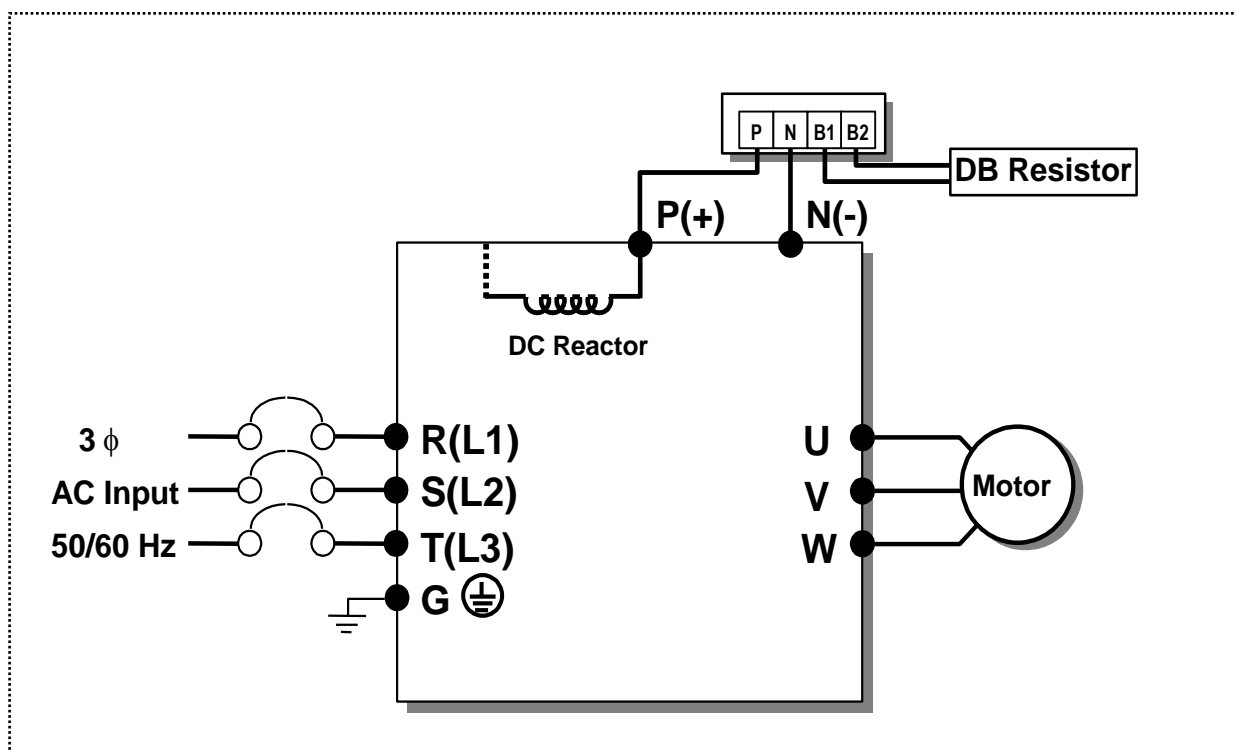 P N B1 B2
DB Resistor
P(+) N(-)
DC Reactor
3 ϕ
R(L1)
U
AC Input
S(L2)
V
Motor
50/60 Hz
T(L3)
W
G